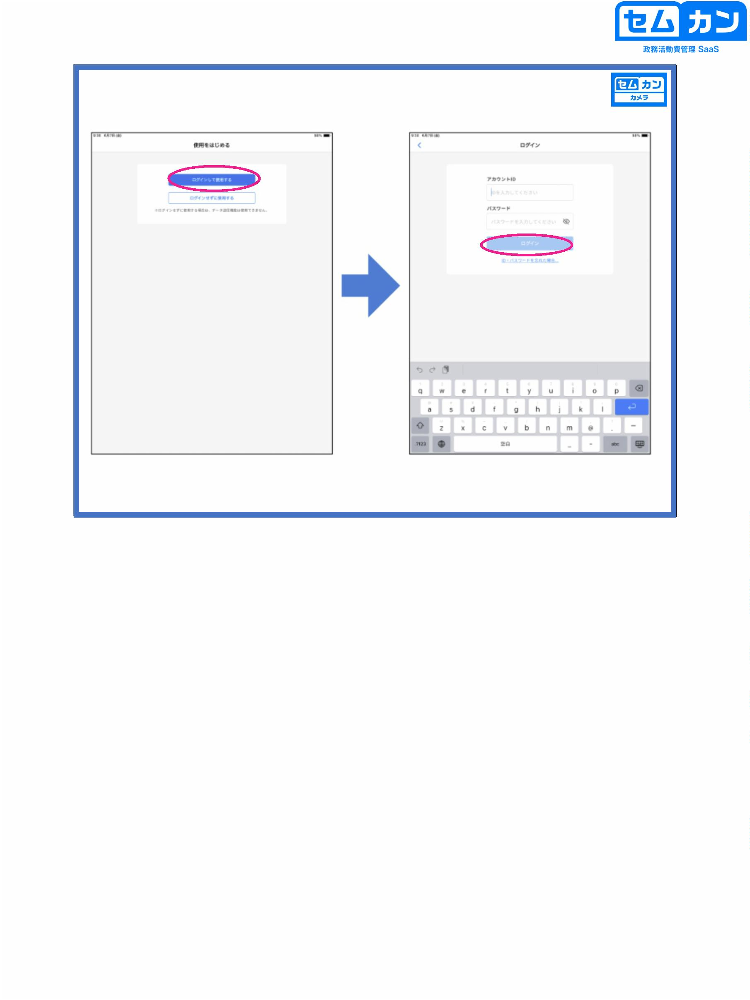 セムカン
政務活動費管理 SaaS
セムカン
カメラ
9:30 6月7日(金) 98%
使用をはじめる
ログインして使用する
ログインせずに使用する
※ログインせずに使用する場合は、データ送信機能は使用できません。
9:30 6月7日(金) 98%
ログイン
アカウントID
IDを入力してください
パスワード
パスワードを入力してください
ログイン
ID・パスワードを忘れた場合...
q w e r t y u i o p
a s d f g h j k l
z x c v b n m @ . —
.?123 空白 _ - abc